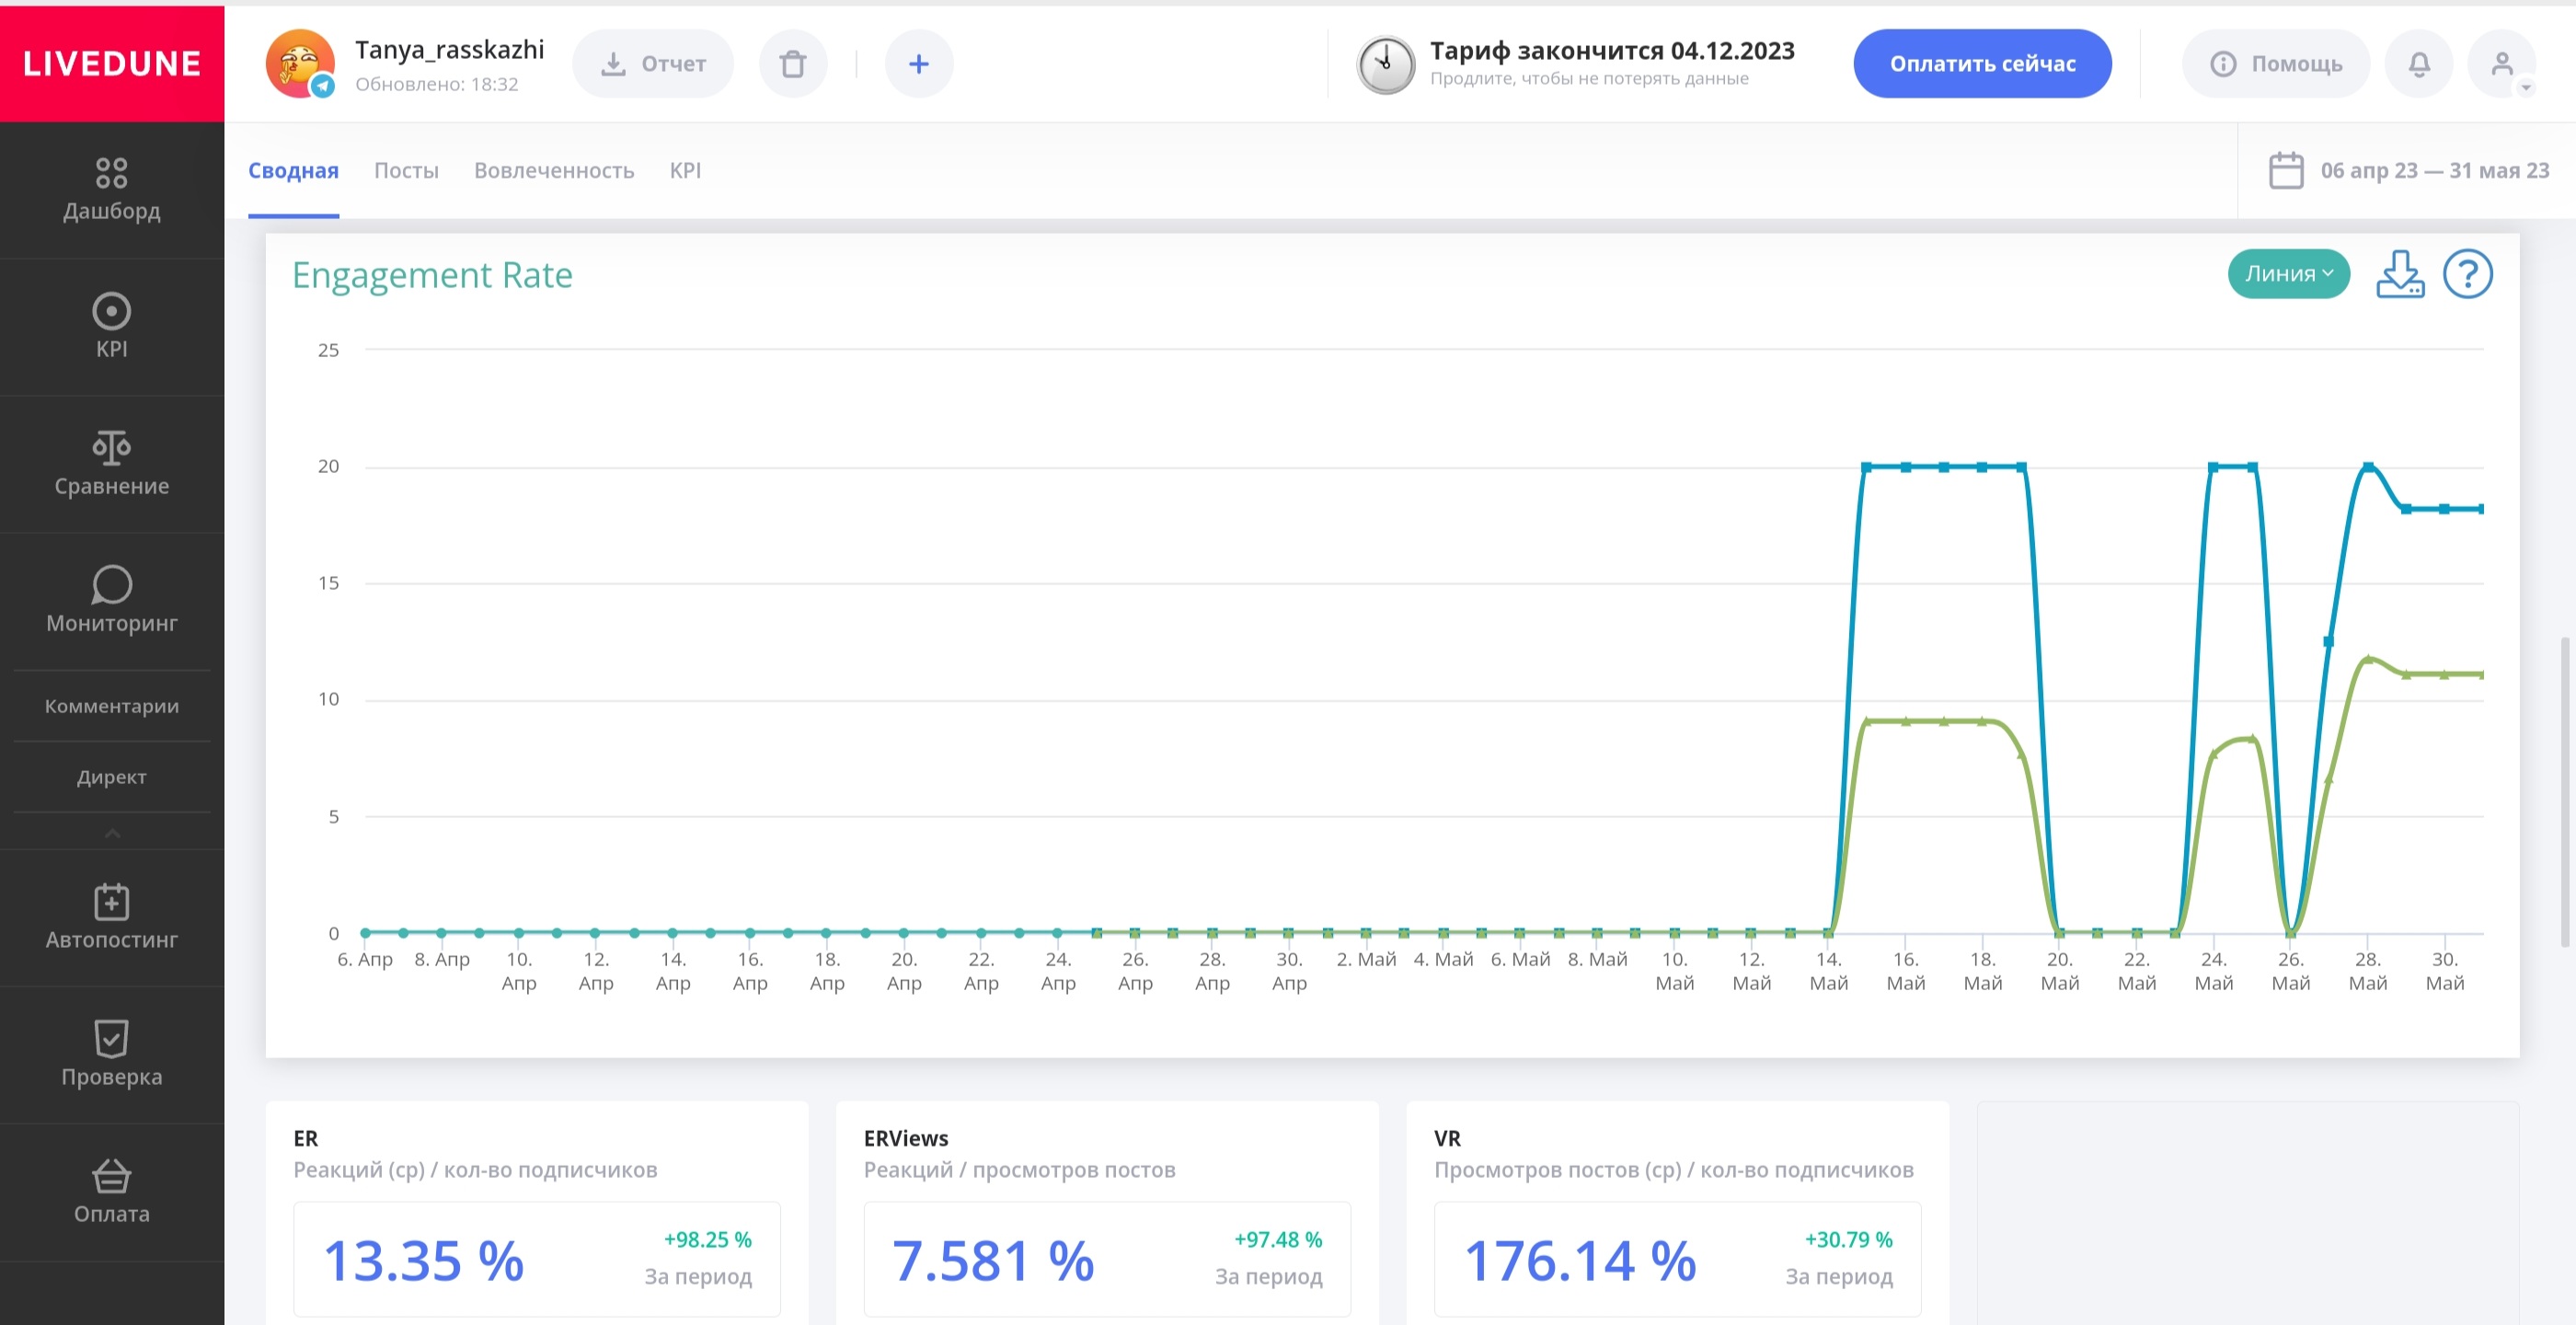 LIVEDUNE
Tanya_rasskazhi
Обновлено: 18:32
Отчет
Тариф закончится 04.12.2023
Продлите, чтобы не потерять данные
Оплатить сейчас
Помощь
Дашборд
KPI
Сравнение
Мониторинг
Комментарии
Директ
Автопостинг
Проверка
Оплата
Сводная Посты Вовлеченность KPI
06 апр 23 — 31 мая 23
Engagement Rate
Линия
25
20
15
10
5
0
6. Апр 8. Апр 10. Апр 12. Апр 14. Апр 16. Апр 18. Апр 20. Апр 22. Апр 24. Апр 26. Апр 28. Апр 30. Апр 2. Май 4. Май 6. Май 8. Май 10. Май 12. Май 14. Май 16. Май 18. Май 20. Май 22. Май 24. Май 26. Май 28. Май 30. Май
ER
Реакций (ср) / кол-во подписчиков
13.35 %
+98.25 %
За период
ERViews
Реакций / просмотров постов
7.581 %
+97.48 %
За период
VR
Просмотров постов (ср) / кол-во подписчиков
176.14 %
+30.79 %
За период